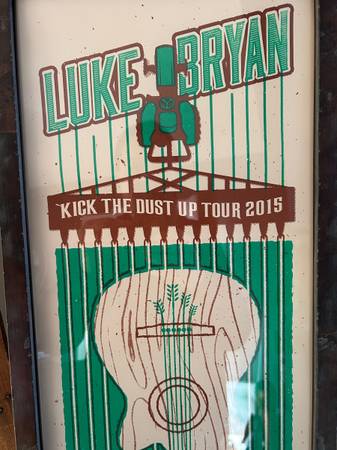 LUKE BRYAN
KICK THE DUST UP TOUR 2015